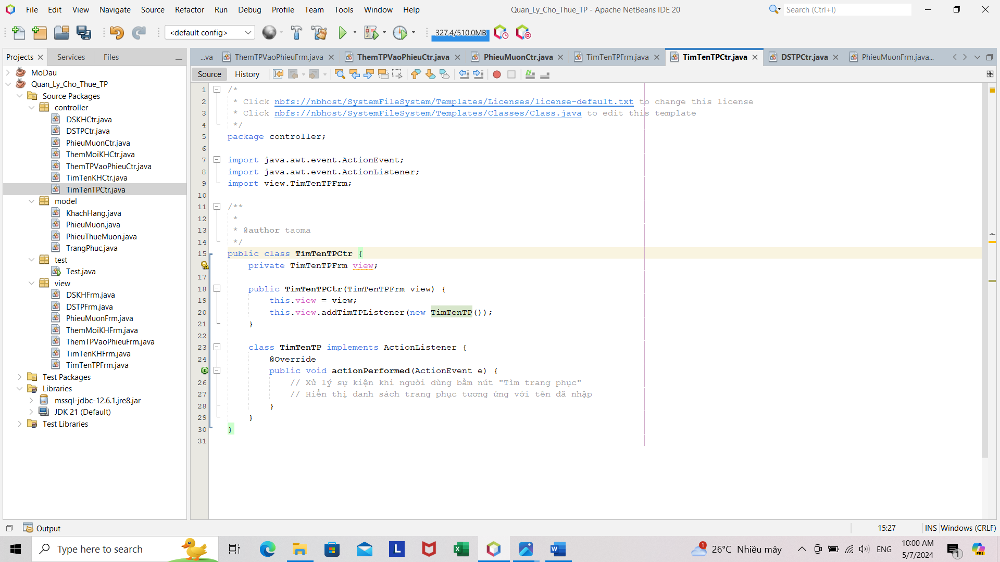 File Edit View Navigate Source Refactor Run Debug Profile Team Tools Window Help
Quan_Ly_Cho_Thue_TP - Apache NetBeans IDE 20
Search (Ctrl+I)
<default config>
327.4/510.0MB
Projects
Services
Files
...va
ThemTPVaoPhieuFrm.java
ThemTPVaoPhieuCtr.java
PhieuMuonCtr.java
TimTenTPFrm.java
TimTenTPCtr.java
DSTPCtr.java
PhieuMuonFrm.java...
Source
History
MoDau
Quan_Ly_Cho_Thue_TP
Source Packages
controller
DSKHCtr.java
DSTPCtr.java
PhieuMuonCtr.java
ThemMoiKHCtr.java
ThemTPVaoPhieuCtr.java
TimTenKHCtr.java
TimTenTPCtr.java
model
KhachHang.java
PhieuMuon.java
PhieuThueMuon.java
TrangPhuc.java
test
Test.java
view
DSKHFrm.java
DSTPFrm.java
PhieuMuonFrm.java
ThemMoiKHFrm.java
ThemTPVaoPhieuFrm.java
TimTenKHFrm.java
TimTenTPFrm.java
Test Packages
Libraries
mssql-jdbc-12.6.1.jre8.jar
JDK 21 (Default)
Test Libraries
1 /*
2 * Click nbfs://nbhost/SystemFileSystem/Templates/Licenses/license-default.txt to change this license
3 * Click nbfs://nbhost/SystemFileSystem/Templates/Classes/Class.java to edit this template
4 */
5 package controller;
6
7 import java.awt.event.ActionEvent;
8 import java.awt.event.ActionListener;
9 import view.TimTenTPFrm;
10
11 /**
12 *
13 * @author taoma
14 */
15 public class TimTenTPCtr {
private TimTenTPFrm view;
17
18 public TimTenTPCtr(TimTenTPFrm view) {
19 this.view = view;
20 this.view.addTimTPListener(new TimTenTP());
21 }
22
23 class TimTenTP implements ActionListener {
24 @Override
public void actionPerformed(ActionEvent e) {
26 // Xử lý sự kiện khi người dùng bấm nút "Tìm trang phục"
27 // Hiển thị danh sách trang phục tương ứng với tên đã nhập
28 }
29 }
30 }
31
Output
15:27
INS
Windows (CRLF)
Type here to search
26°C Nhiều mây
ENG
10:00 AM
5/7/2024